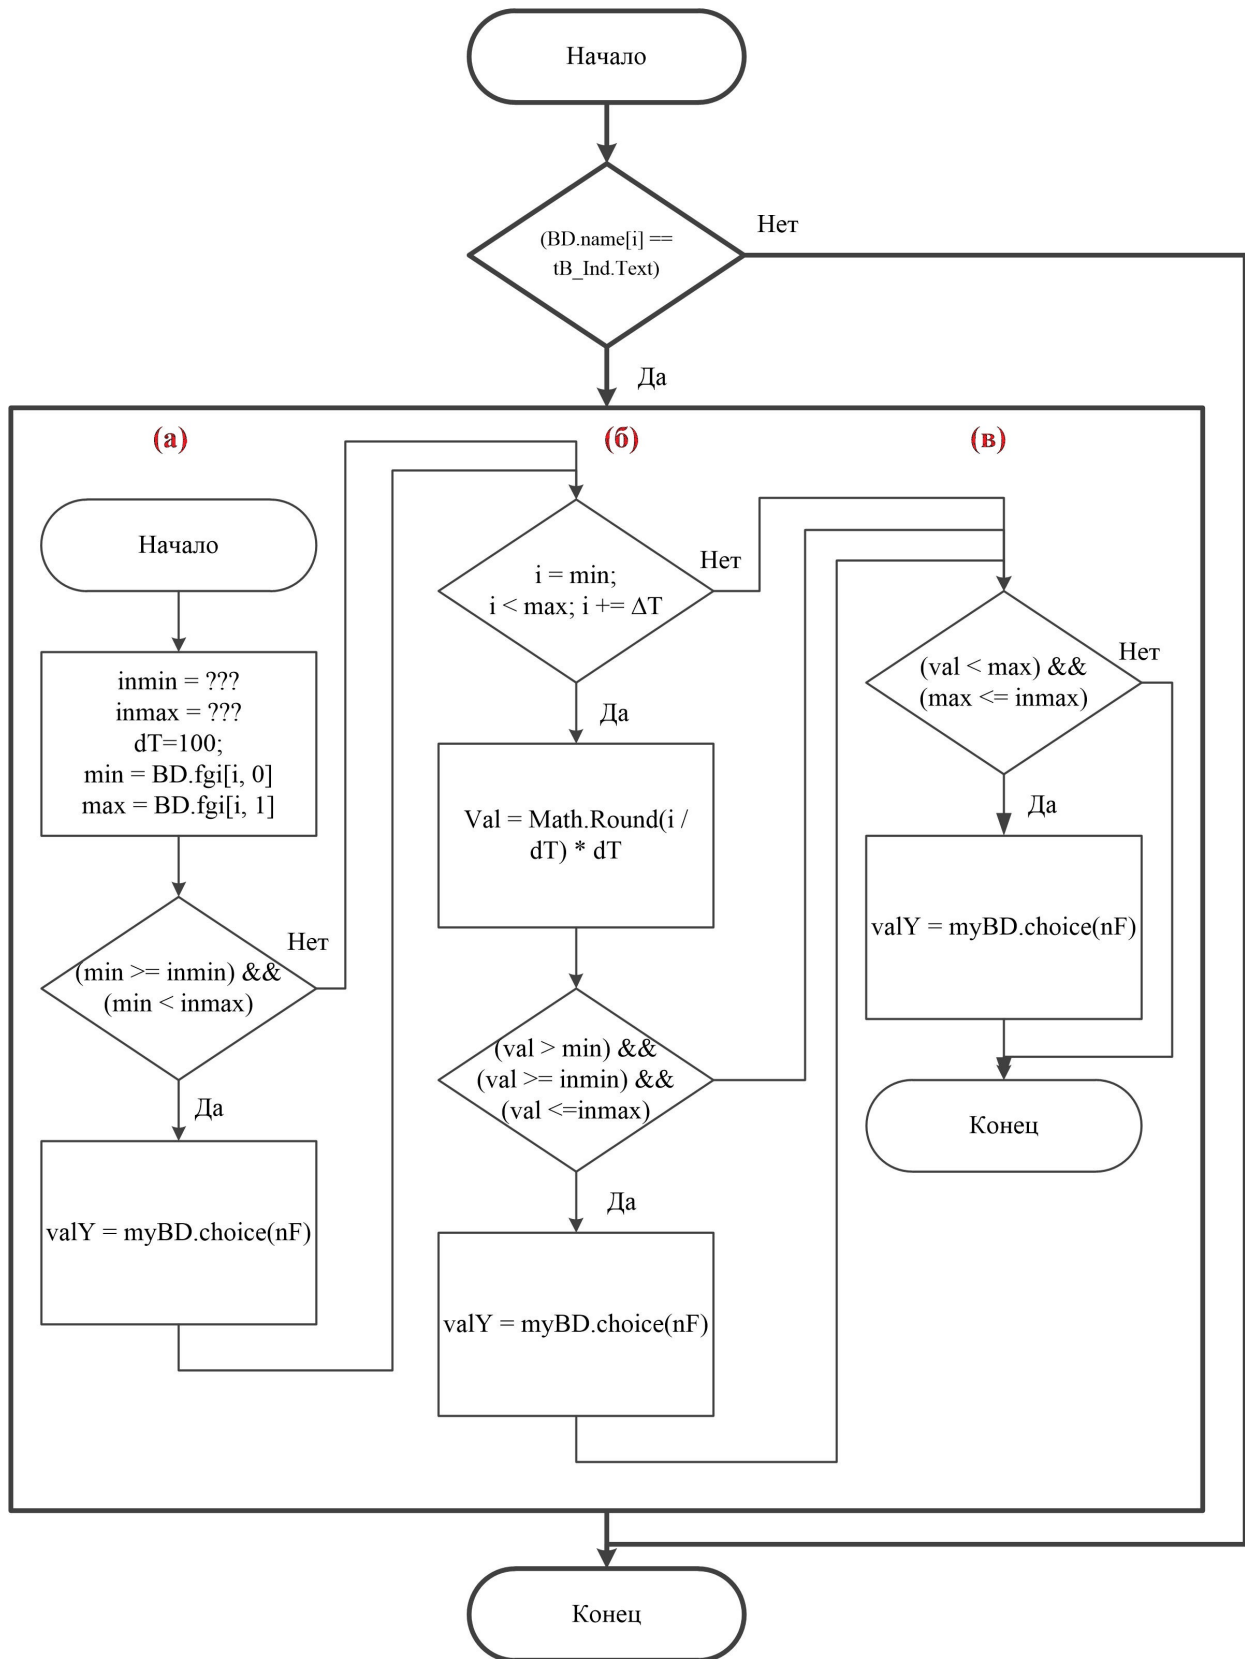 Начало
(BD.name[i] ==
tB_Ind.Text)
Нет
Да
(а)
Начало
inmin = ???
inmax = ???
dT=100;
min = BD.fgi[i, 0]
max = BD.fgi[i, 1]
(min >= inmin) &&
(min < inmax)
Нет
Да
valY = myBD.choice(nF)
(б)
i = min;
i < max; i += ΔT
Нет
Да
Val = Math.Round(i /
dT) * dT
(val > min) &&
(val >= inmin) &&
(val <=inmax)
Да
valY = myBD.choice(nF)
(в)
(val < max) &&
(max <= inmax)
Нет
Да
valY = myBD.choice(nF)
Конец
Конец